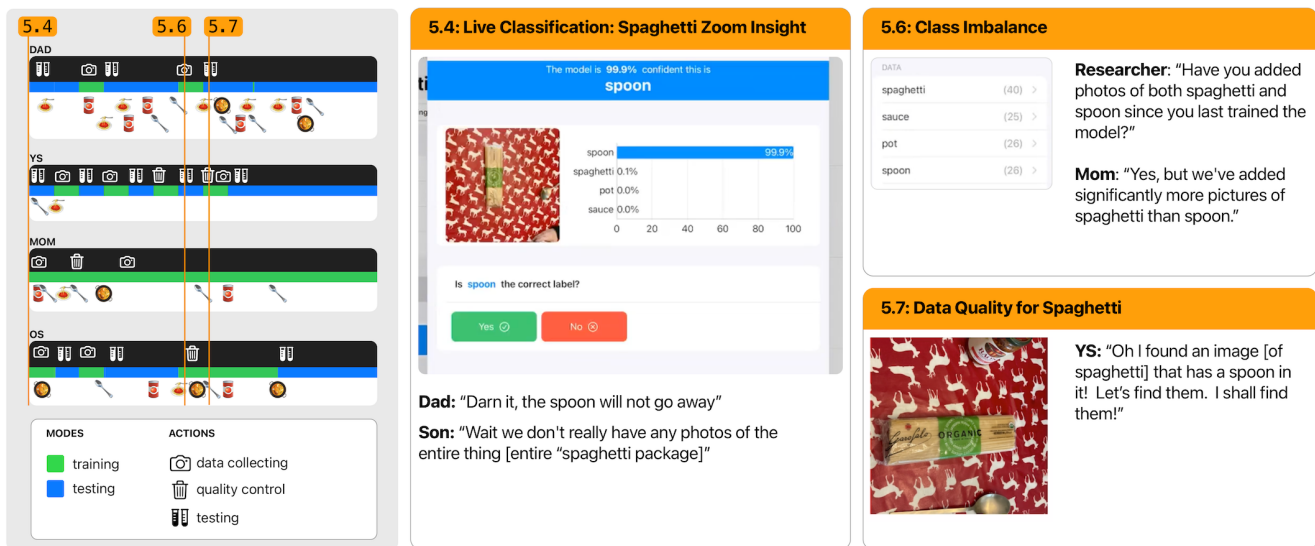 5.4
5.6
5.7
DAD
YS
MOM
OS
MODES
training
testing
ACTIONS
data collecting
quality control
testing
5.4: Live Classification: Spaghetti Zoom Insight
The model is 99.9% confident this is
spoon
spoon 99.9%
spaghetti 0.1%
pot 0.0%
sauce 0.0%
0 20 40 60 80 100
Is spoon the correct label?
Yes
No
Dad: “Darn it, the spoon will not go away”
Son: “Wait we don't really have any photos of the
entire thing [entire “spaghetti package]”
5.6: Class Imbalance
DATA
spaghetti (40)
sauce (25)
pot (26)
spoon (26)
Researcher: “Have you added
photos of both spaghetti and
spoon since you last trained the
model?”
Mom: “Yes, but we've added
significantly more pictures of
spaghetti than spoon.”
5.7: Data Quality for Spaghetti
Garofalo
ORGANIC
YS: “Oh I found an image [of
spaghetti] that has a spoon in
it! Let’s find them. I shall find
them!”